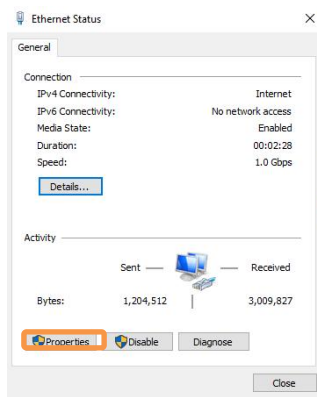 Ethernet Status
General
Connection
IPv4 Connectivity: Internet
IPv6 Connectivity: No network access
Media State: Enabled
Duration: 00:02:28
Speed: 1.0 Gbps
Details...
Activity
Sent Received
Bytes: 1,204,512 3,009,827
Properties Disable Diagnose
Close